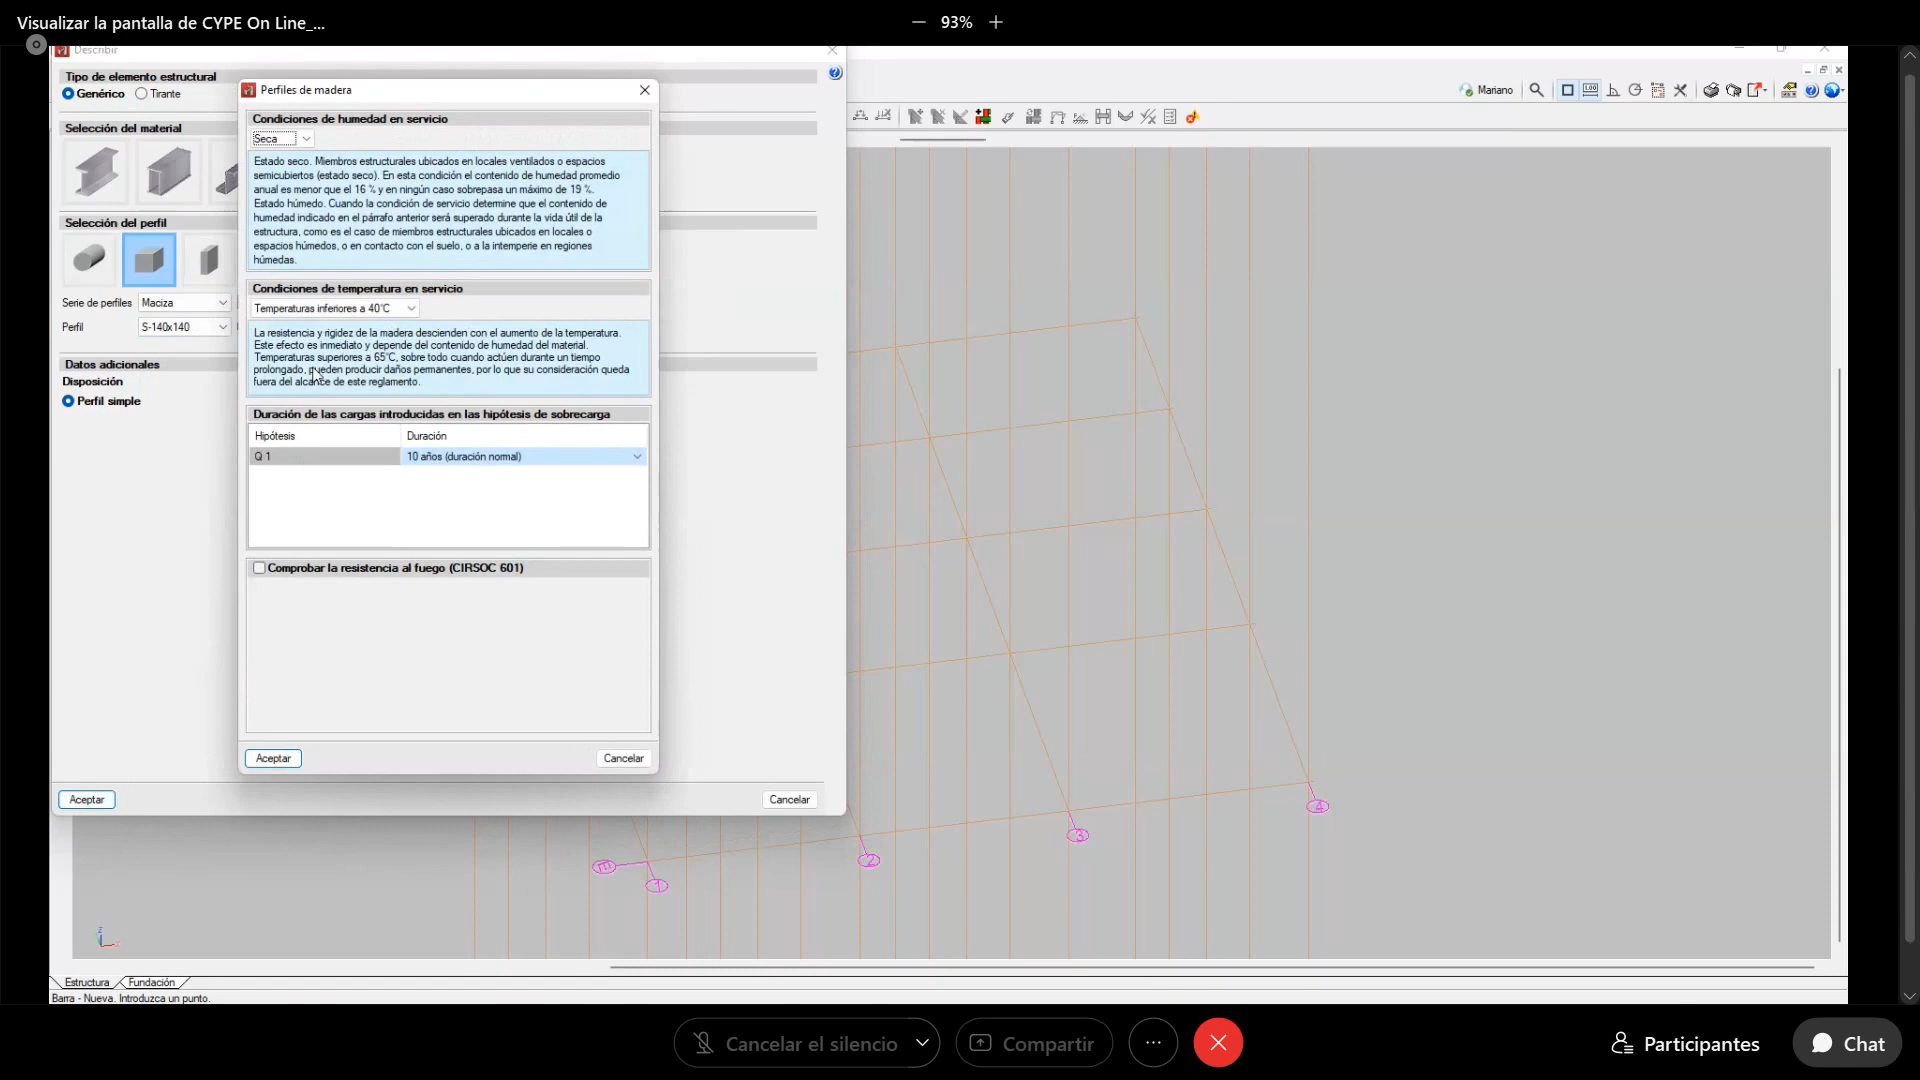 Visualizar la pantalla de CYPE On Line_...
93%
Describir
Tipo de elemento estructural
Genérico
Tirante
Selección del material
Selección del perfil
Serie de perfiles
Maciza
Perfil
S-140x140
Datos adicionales
Disposición
Perfil simple
Aceptar
Cancelar
Perfiles de madera
Condiciones de humedad en servicio
Seca
Estado seco. Miembros estructurales ubicados en locales ventilados o espacios
semicubiertos (estado seco). En esta condición el contenido de humedad promedio
anual es menor que el 16 % y en ningún caso sobrepasa un máximo de 19 %.
Estado húmedo. Cuando la condición de servicio determine que el contenido de
humedad indicado en el párrafo anterior será superado durante la vida útil de la
estructura, como es el caso de miembros estructurales ubicados en locales o
espacios húmedos, o en contacto con el suelo, o a la intemperie en regiones
húmedas.
Condiciones de temperatura en servicio
Temperaturas inferiores a 40°C
La resistencia y rigidez de la madera descienden con el aumento de la temperatura.
Este efecto es inmediato y depende del contenido de humedad del material.
Temperaturas superiores a 65°C, sobre todo cuando actúen durante un tiempo
prolongado, pueden producir daños permanentes, por lo que su consideración queda
fuera del alcance de este reglamento.
Duración de las cargas introducidas en las hipótesis de sobrecarga
Hipótesis
Duración
Q 1
10 años (duración normal)
Comprobar la resistencia al fuego (CIRSOC 601)
Aceptar
Cancelar
Mariano
E
1
2
3
4
z
Estructura
Fundación
Barra - Nueva. Introduzca un punto.
Cancelar el silencio
Compartir
Participantes
Chat